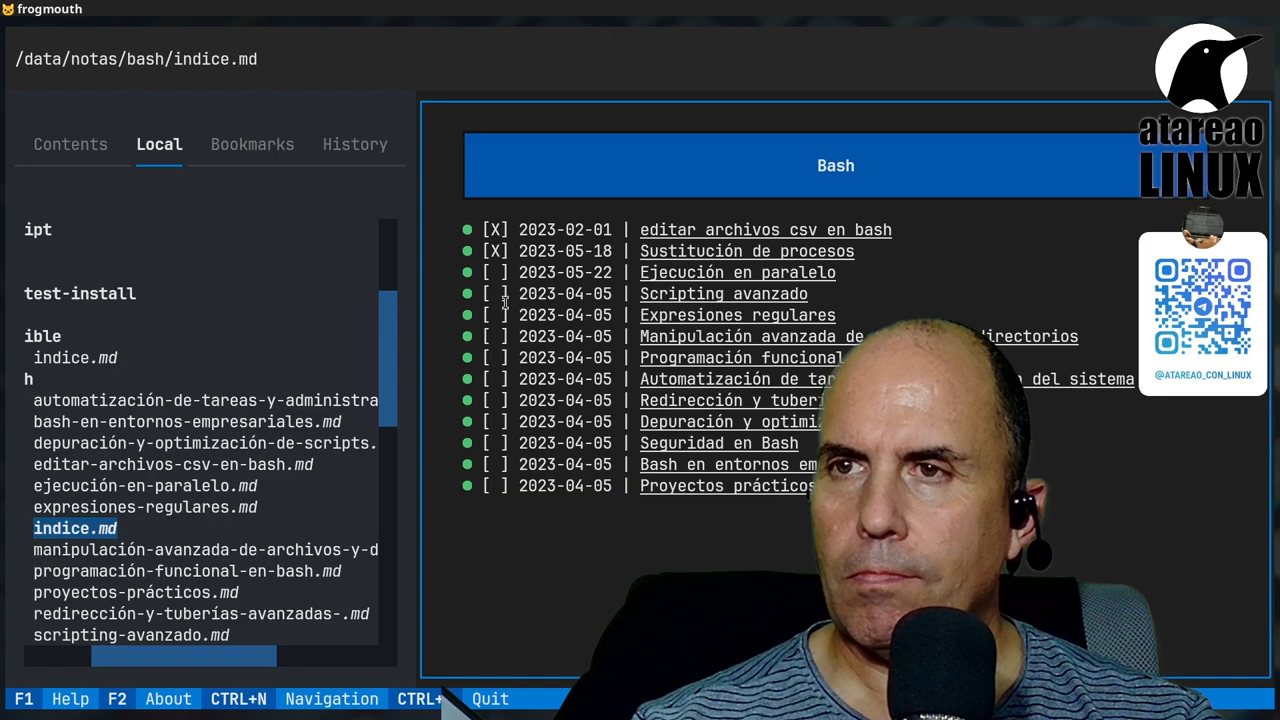 frogmouth
/data/notas/bash/indice.md
Contents Local Bookmarks History
ipt
test-install
ible
indice.md
h
automatización-de-tareas-y-administra
bash-en-entornos-empresariales.md
depuración-y-optimización-de-scripts.
editar-archivos-csv-en-bash.md
ejecución-en-paralelo.md
expresiones-regulares.md
indice.md
manipulación-avanzada-de-archivos-y-d
programación-funcional-en-bash.md
proyectos-prácticos.md
redirección-y-tuberías-avanzadas-.md
scripting-avanzado.md
Bash
[X] 2023-02-01 | editar archivos csv en bash
[X] 2023-05-18 | Sustitución de procesos
[ ] 2023-05-22 | Ejecución en paralelo
[ ] 2023-04-05 | Scripting avanzado
[ ] 2023-04-05 | Expresiones regulares
[ ] 2023-04-05 | Manipulación avanzada de irectorios
[ ] 2023-04-05 | Programación funcional
[ ] 2023-04-05 | Automatización de tar del sistema
[ ] 2023-04-05 | Redirección y tuberí
[ ] 2023-04-05 | Depuración y optimi
[ ] 2023-04-05 | Seguridad en Bash
[ ] 2023-04-05 | Bash en entornos em
[ ] 2023-04-05 | Proyectos prácticos
atareao
LINUX
@ATAREAO_CON_LINUX
F1 Help F2 About CTRL+N Navigation CTRL+ Quit